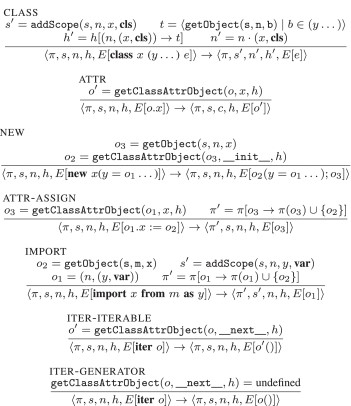 CLASS
s′ = addScope(s, n, x, cls)   t = ⟨getObject(s, n, b) | b ∈ (y …)⟩
h′ = h[(n, (x, cls)) → t]   n′ = n · (x, cls)
⟨π, s, n, h, E[class x (y …) e]⟩ → ⟨π, s′, n′, h′, E[e]⟩
ATTR
o′ = getClassAttrObject(o, x, h)
⟨π, s, n, h, E[o.x]⟩ → ⟨π, s, c, h, E[o′]⟩
NEW
o₃ = getObject(s, n, x)
o₂ = getClassAttrObject(o₃, __init__, h)
⟨π, s, n, h, E[new x(y = o₁ …)]⟩ → ⟨π, s, n, h, E[o₂(y = o₁ …); o₃]⟩
ATTR-ASSIGN
o₃ = getClassAttrObject(o₁, x, h)   π′ = π[o₃ → π(o₃) ∪ {o₂}]
⟨π, s, n, h, E[o₁.x := o₂]⟩ → ⟨π′, s, n, h, E[o₃]⟩
IMPORT
o₂ = getObject(s, m, x)   s′ = addScope(s, n, y, var)
o₁ = (n, (y, var))   π′ = π[o₁ → π(o₁) ∪ {o₂}]
⟨π, s, n, h, E[import x from m as y]⟩ → ⟨π′, s′, n, h, E[o₁]⟩
ITER-ITERABLE
o′ = getClassAttrObject(o, __next__, h)
⟨π, s, n, h, E[iter o]⟩ → ⟨π, s, n, h, E[o′()]⟩
ITER-GENERATOR
getClassAttrObject(o, __next__, h) = undefined
⟨π, s, n, h, E[iter o]⟩ → ⟨π, s, n, h, E[o()]⟩